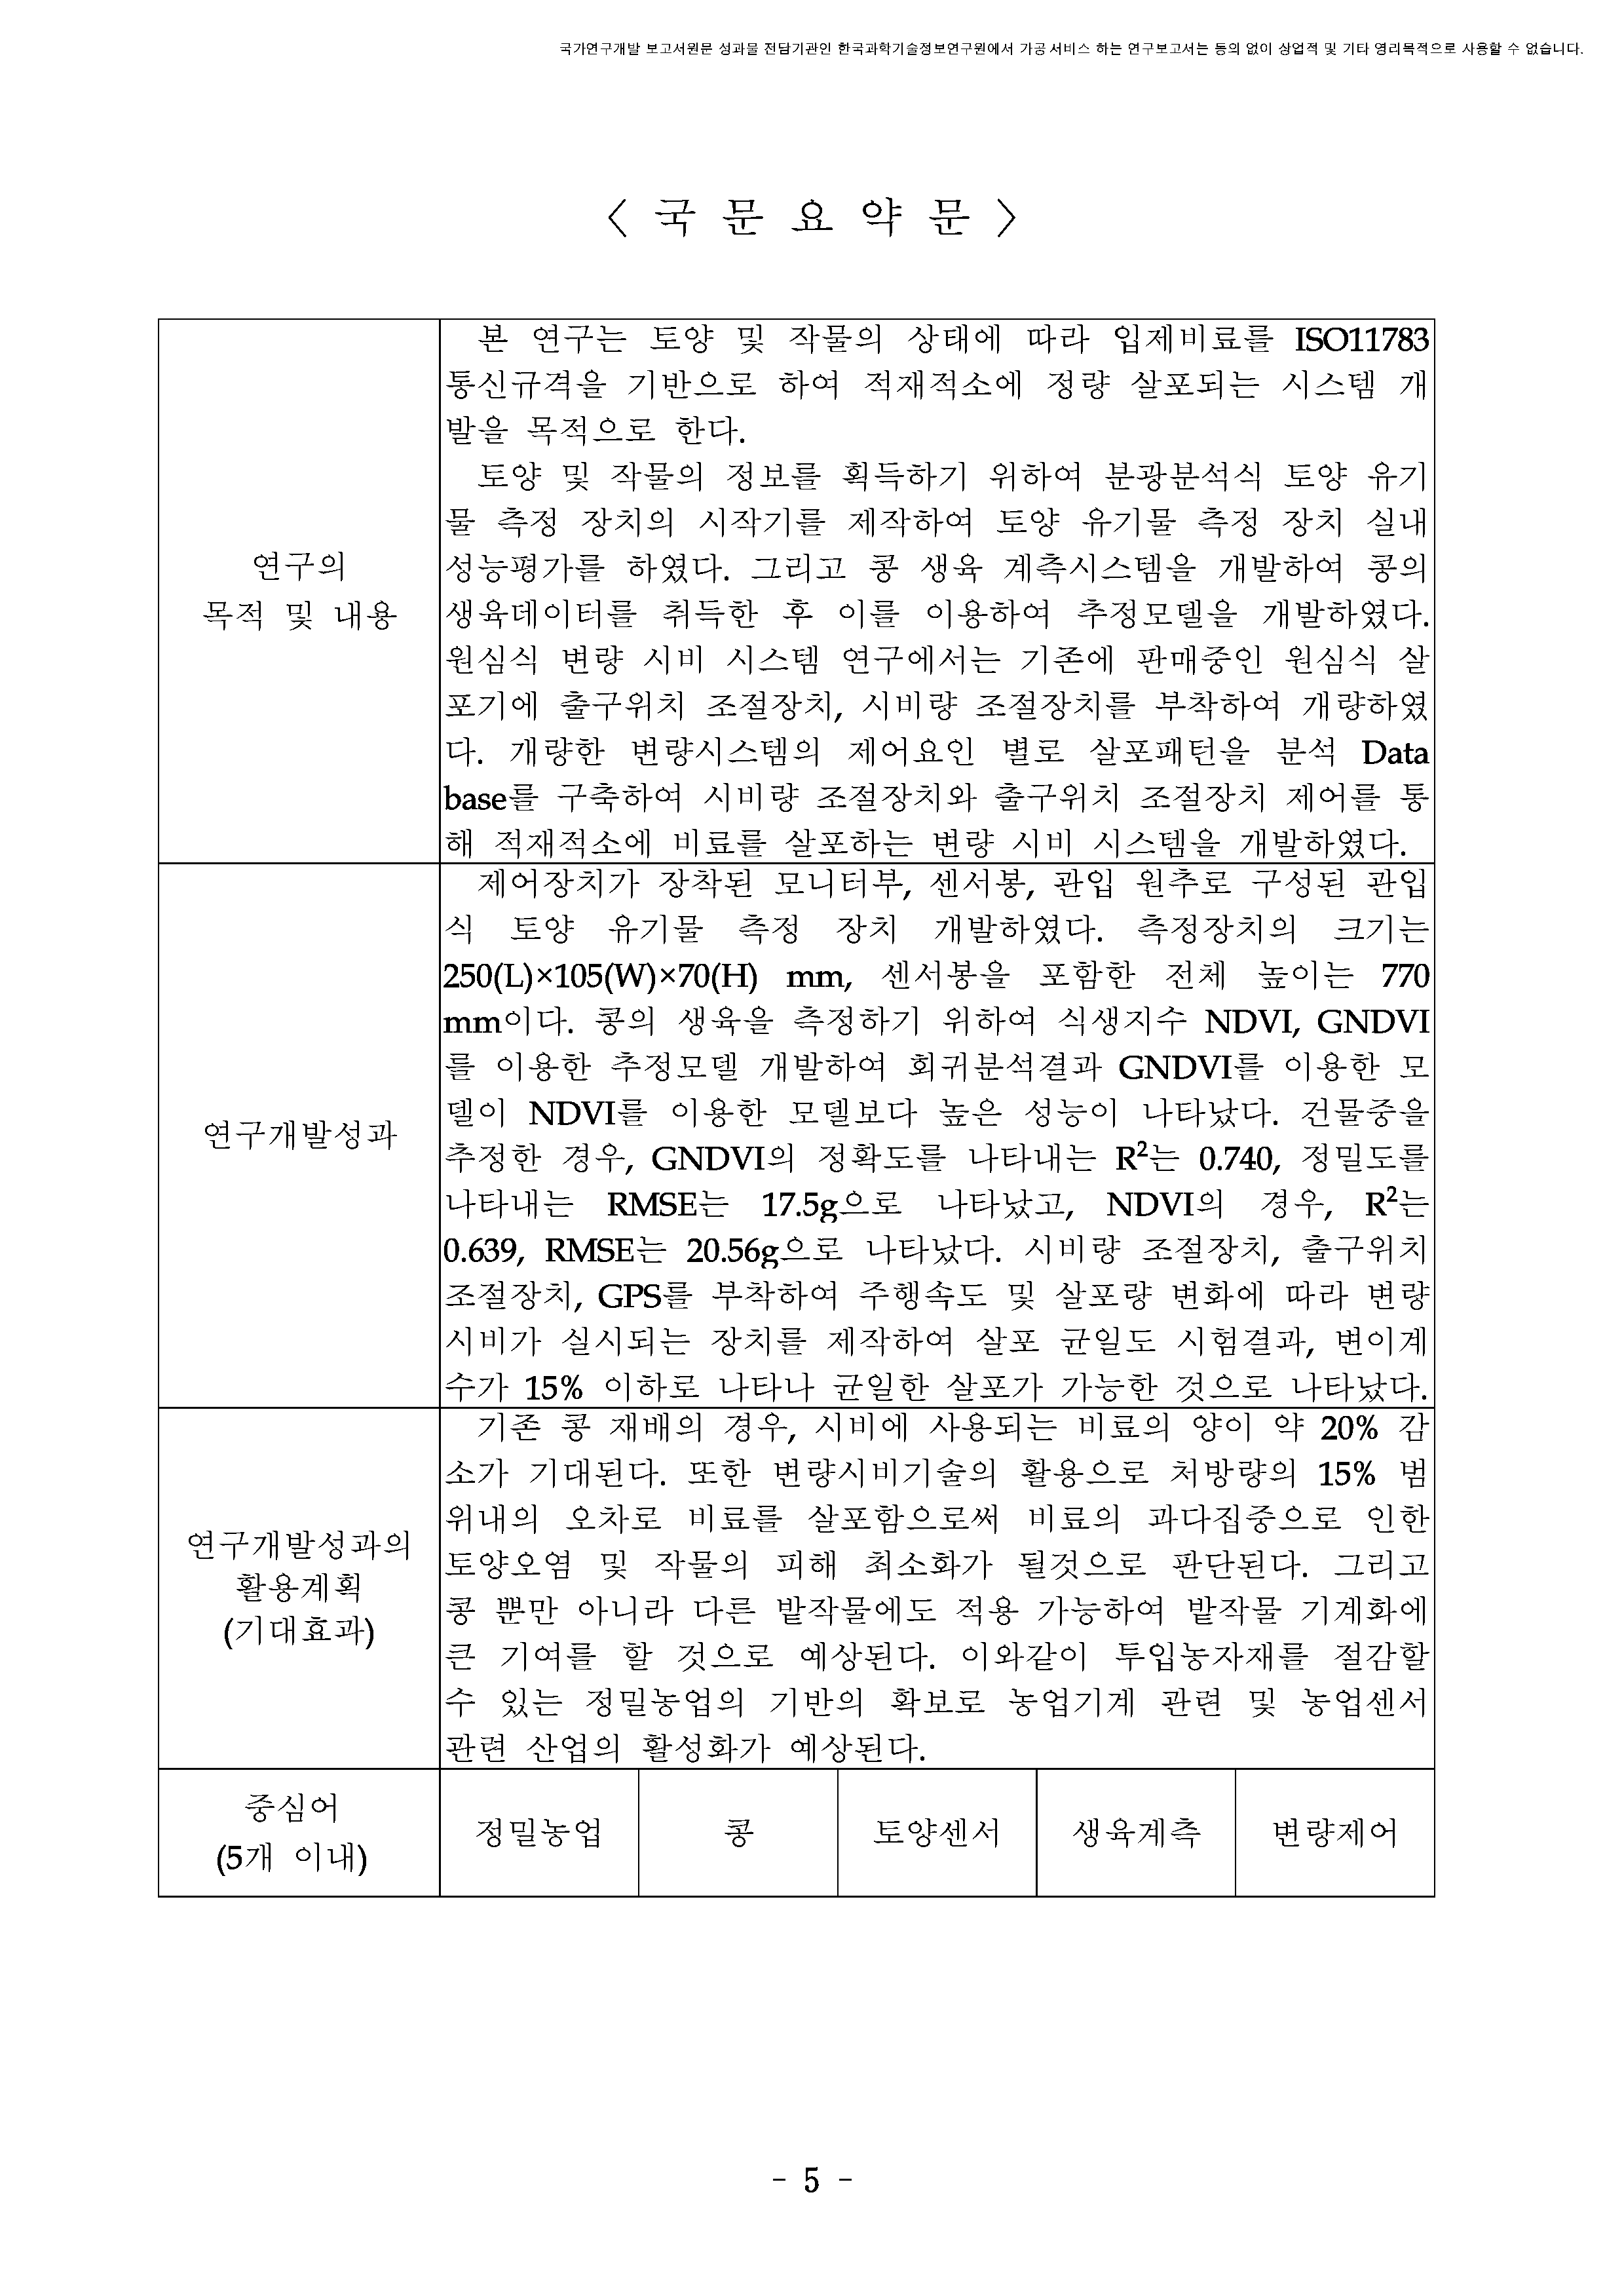 국가연구개발 보고서원문 성과물 전담기관인 한국과학기술정보연구원에서 가공·서비스 하는 연구보고서는 동의 없이 상업적 및 기타 영리목적으로 사용할 수 없습니다.
〈 국 문 요 약 문 〉
연구의
목적 및 내용
본 연구는 토양 및 작물의 상태에 따라 입제비료를 ISO11783
통신규격을 기반으로 하여 적재적소에 정량 살포되는 시스템 개
발을 목적으로 한다.
토양 및 작물의 정보를 획득하기 위하여 분광분석식 토양 유기
물 측정 장치의 시작기를 제작하여 토양 유기물 측정 장치 실내
성능평가를 하였다. 그리고 콩 생육 계측시스템을 개발하여 콩의
생육데이터를 취득한 후 이를 이용하여 추정모델을 개발하였다.
원심식 변량 시비 시스템 연구에서는 기존에 판매중인 원심식 살
포기에 출구위치 조절장치, 시비량 조절장치를 부착하여 개량하였
다. 개량한 변량시스템의 제어요인 별로 살포패턴을 분석 Data
base를 구축하여 시비량 조절장치와 출구위치 조절장치 제어를 통
해 적재적소에 비료를 살포하는 변량 시비 시스템을 개발하였다.
연구개발성과
제어장치가 장착된 모니터부, 센서봉, 관입 원추로 구성된 관입
식 토양 유기물 측정 장치 개발하였다. 측정장치의 크기는
250(L)×105(W)×70(H) mm, 센서봉을 포함한 전체 높이는 770
mm이다. 콩의 생육을 측정하기 위하여 식생지수 NDVI, GNDVI
를 이용한 추정모델 개발하여 회귀분석결과 GNDVI를 이용한 모
델이 NDVI를 이용한 모델보다 높은 성능이 나타났다. 건물중을
추정한 경우, GNDVI의 정확도를 나타내는 R²는 0.740, 정밀도를
나타내는 RMSE는 17.5g으로 나타났고, NDVI의 경우, R²는
0.639, RMSE는 20.56g으로 나타났다. 시비량 조절장치, 출구위치
조절장치, GPS를 부착하여 주행속도 및 살포량 변화에 따라 변량
시비가 실시되는 장치를 제작하여 살포 균일도 시험결과, 변이계
수가 15% 이하로 나타나 균일한 살포가 가능한 것으로 나타났다.
연구개발성과의
활용계획
(기대효과)
기존 콩 재배의 경우, 시비에 사용되는 비료의 양이 약 20% 감
소가 기대된다. 또한 변량시비기술의 활용으로 처방량의 15% 범
위내의 오차로 비료를 살포함으로써 비료의 과다집중으로 인한
토양오염 및 작물의 피해 최소화가 될것으로 판단된다. 그리고
콩 뿐만 아니라 다른 밭작물에도 적용 가능하여 밭작물 기계화에
큰 기여를 할 것으로 예상된다. 이와같이 투입농자재를 절감할
수 있는 정밀농업의 기반의 확보로 농업기계 관련 및 농업센서
관련 산업의 활성화가 예상된다.
중심어
(5개 이내)
정밀농업 콩 토양센서 생육계측 변량제어
- 5 -